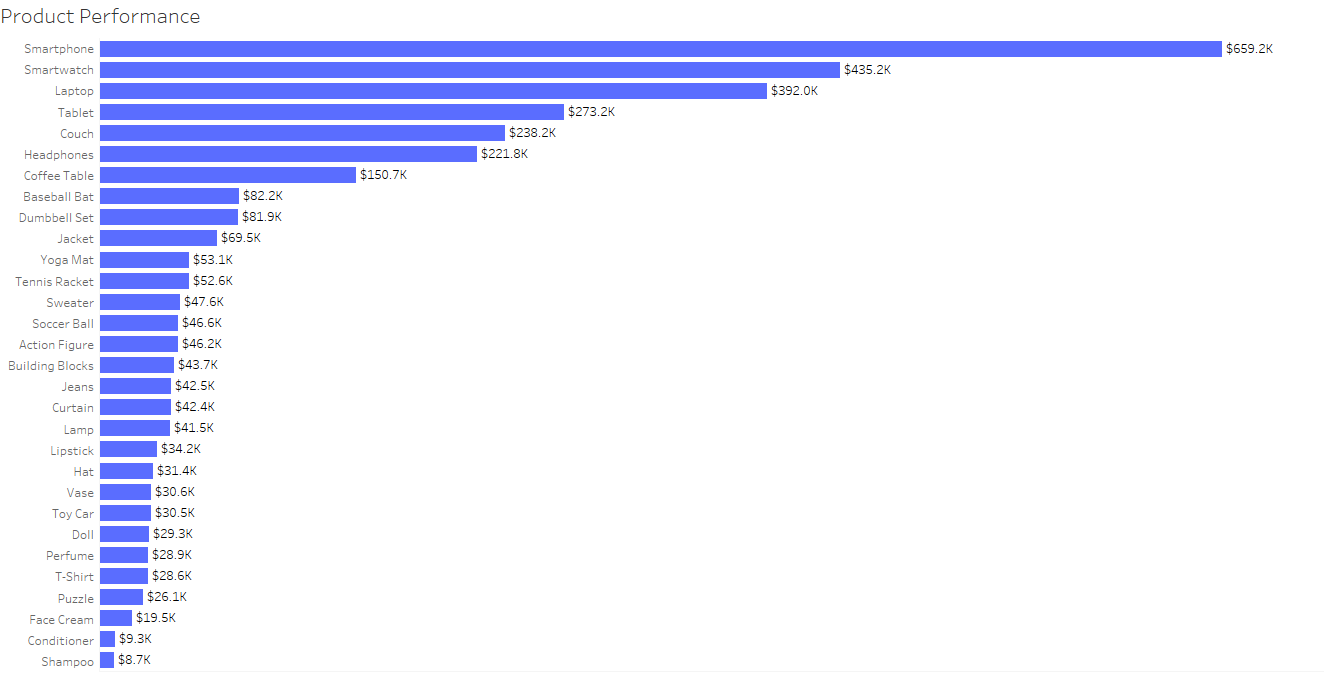 Product Performance
Smartphone $659.2K
Smartwatch $435.2K
Laptop $392.0K
Tablet $273.2K
Couch $238.2K
Headphones $221.8K
Coffee Table $150.7K
Baseball Bat $82.2K
Dumbbell Set $81.9K
Jacket $69.5K
Yoga Mat $53.1K
Tennis Racket $52.6K
Sweater $47.6K
Soccer Ball $46.6K
Action Figure $46.2K
Building Blocks $43.7K
Jeans $42.5K
Curtain $42.4K
Lamp $41.5K
Lipstick $34.2K
Hat $31.4K
Vase $30.6K
Toy Car $30.5K
Doll $29.3K
Perfume $28.9K
T-Shirt $28.6K
Puzzle $26.1K
Face Cream $19.5K
Conditioner $9.3K
Shampoo $8.7K